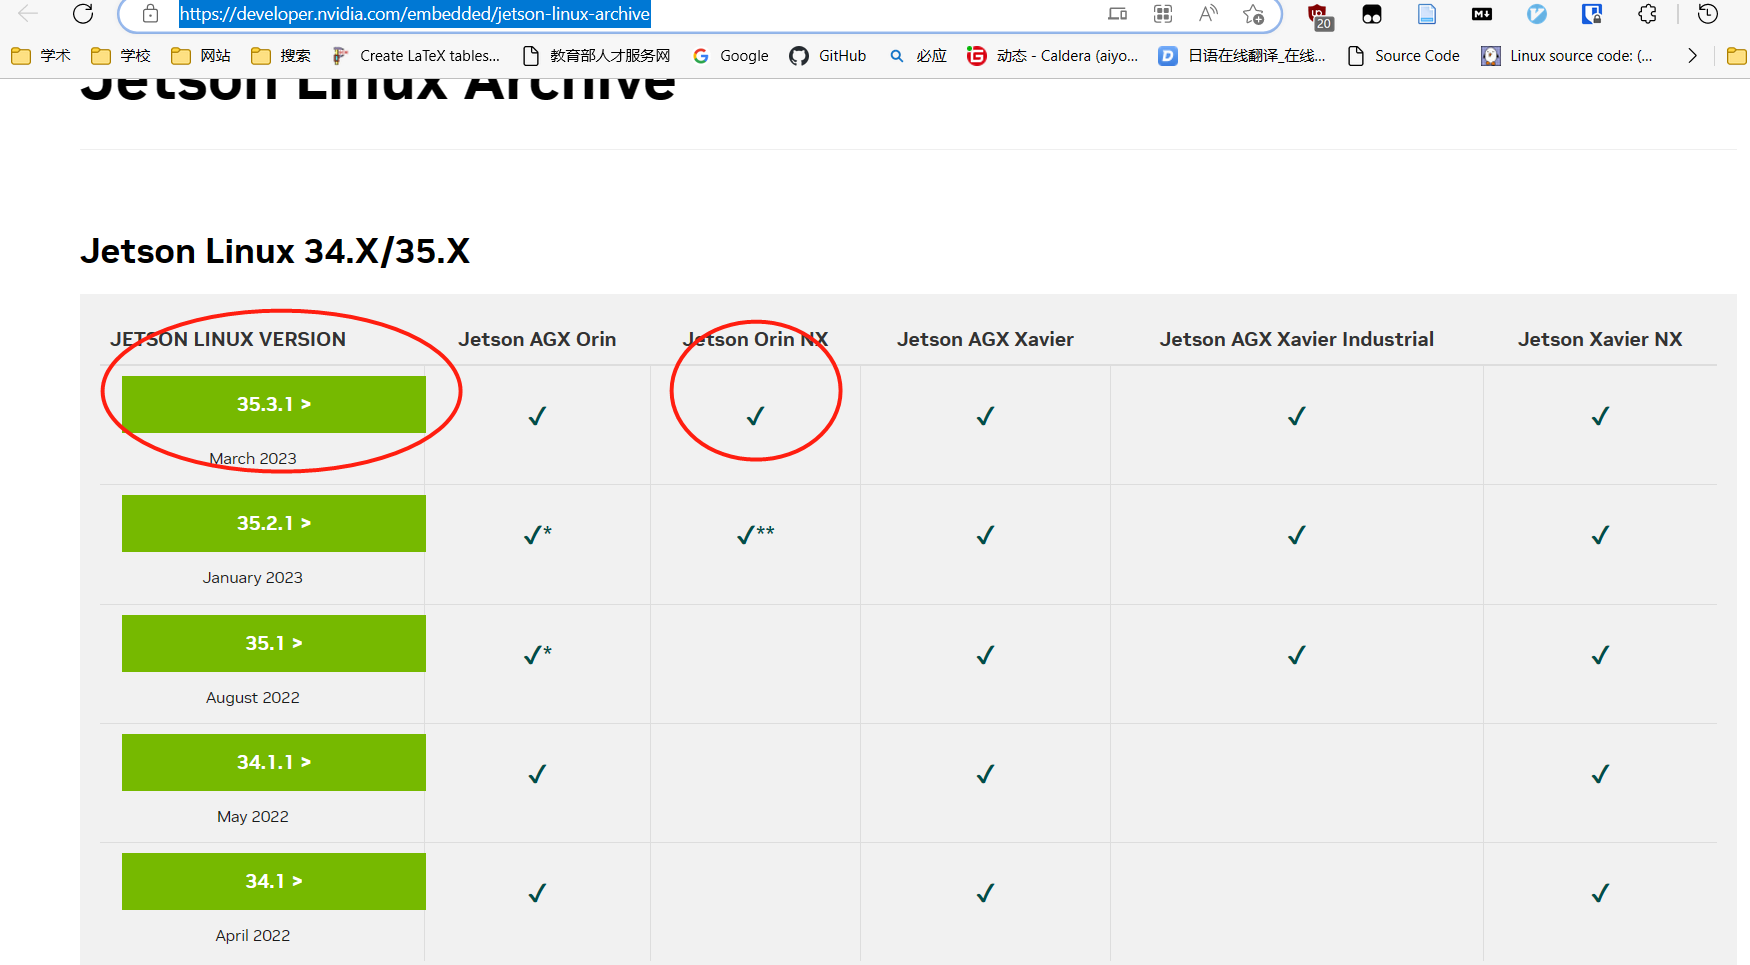 https://developer.nvidia.com/embedded/jetson-linux-archive
20
学术 学校 网站 搜索 Create LaTeX tables... 教育部人才服务网 Google GitHub 必应 动态 - Caldera (aiyo... 日语在线翻译_在线... Source Code Linux source code: (...
Jetson Linux Archive
Jetson Linux 34.X/35.X
JETSON LINUX VERSION Jetson AGX Orin Jetson Orin NX Jetson AGX Xavier Jetson AGX Xavier Industrial Jetson Xavier NX
35.3.1 > ✓ ✓ ✓ ✓ ✓
March 2023
35.2.1 > ✓* ✓** ✓ ✓ ✓
January 2023
35.1 > ✓* ✓ ✓ ✓
August 2022
34.1.1 > ✓ ✓ ✓
May 2022
34.1 > ✓ ✓ ✓
April 2022